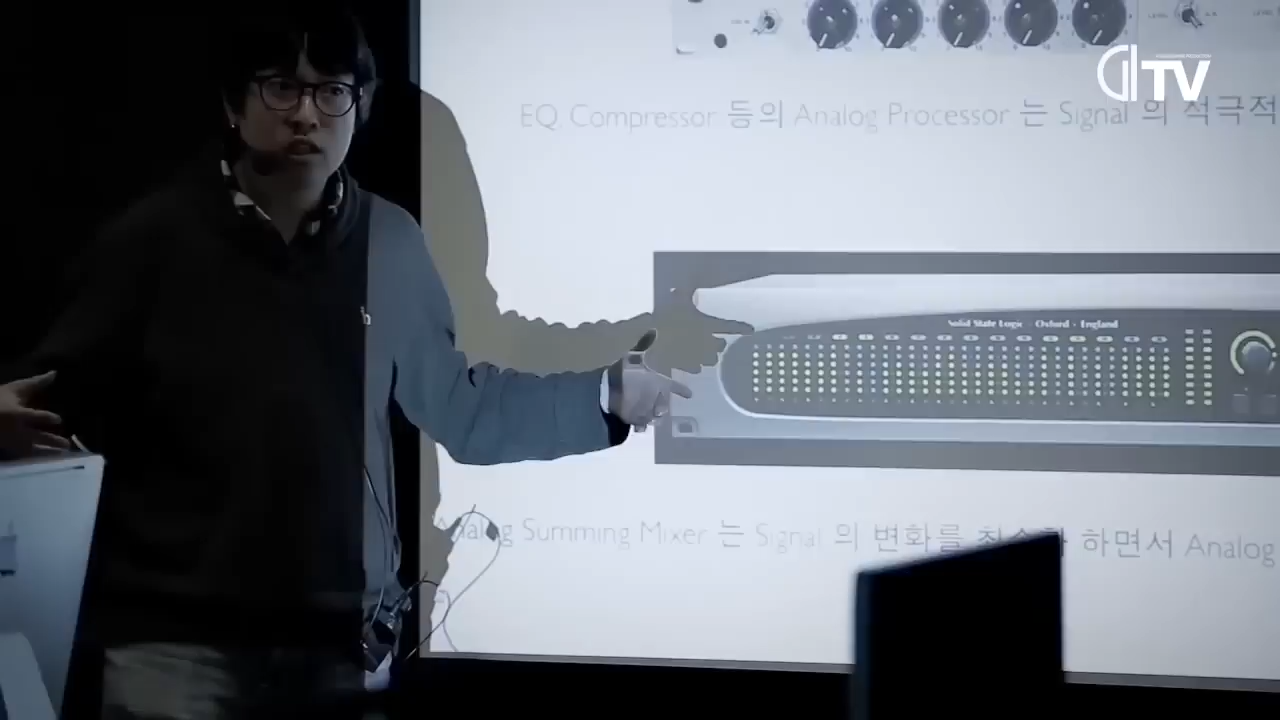 TV
EQ, Compressor 등의 Analog Processor 는 Signal 의 적극적
Solid State Logic · Oxford · England
Analog Summing Mixer 는 Signal 의 변화를 하면서 Analog